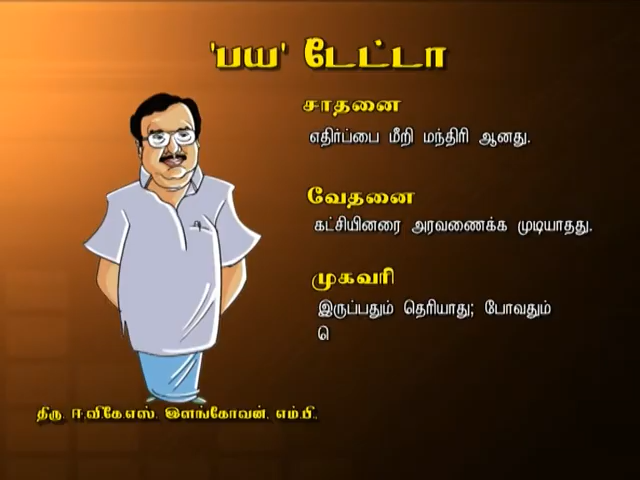 'பய' டேட்டா
சாதனை
எதிர்ப்பை மீறி மந்திரி ஆனது.
வேதனை
கட்சியினரை அரவணைக்க முடியாதது.
முகவரி
இருப்பதும் தெரியாது; போவதும்
டு
திரு. ஈ.வி.கே.எஸ். இளங்கோவன். எம்.பி.,